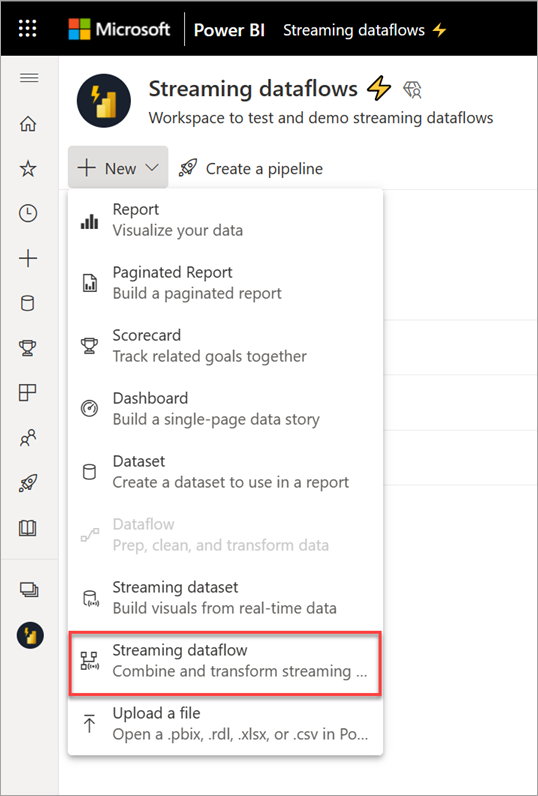 Microsoft Power BI Streaming dataflows ⚡
Streaming dataflows ⚡
Workspace to test and demo streaming dataflows
New Create a pipeline
Report
Visualize your data
Paginated Report
Build a paginated report
Scorecard
Track related goals together
Dashboard
Build a single-page data story
Dataset
Create a dataset to use in a report
Dataflow
Prep, clean, and transform data
Streaming dataset
Build visuals from real-time data
Streaming dataflow
Combine and transform streaming ...
Upload a file
Open a .pbix, .rdl, .xlsx, or .csv in Po...